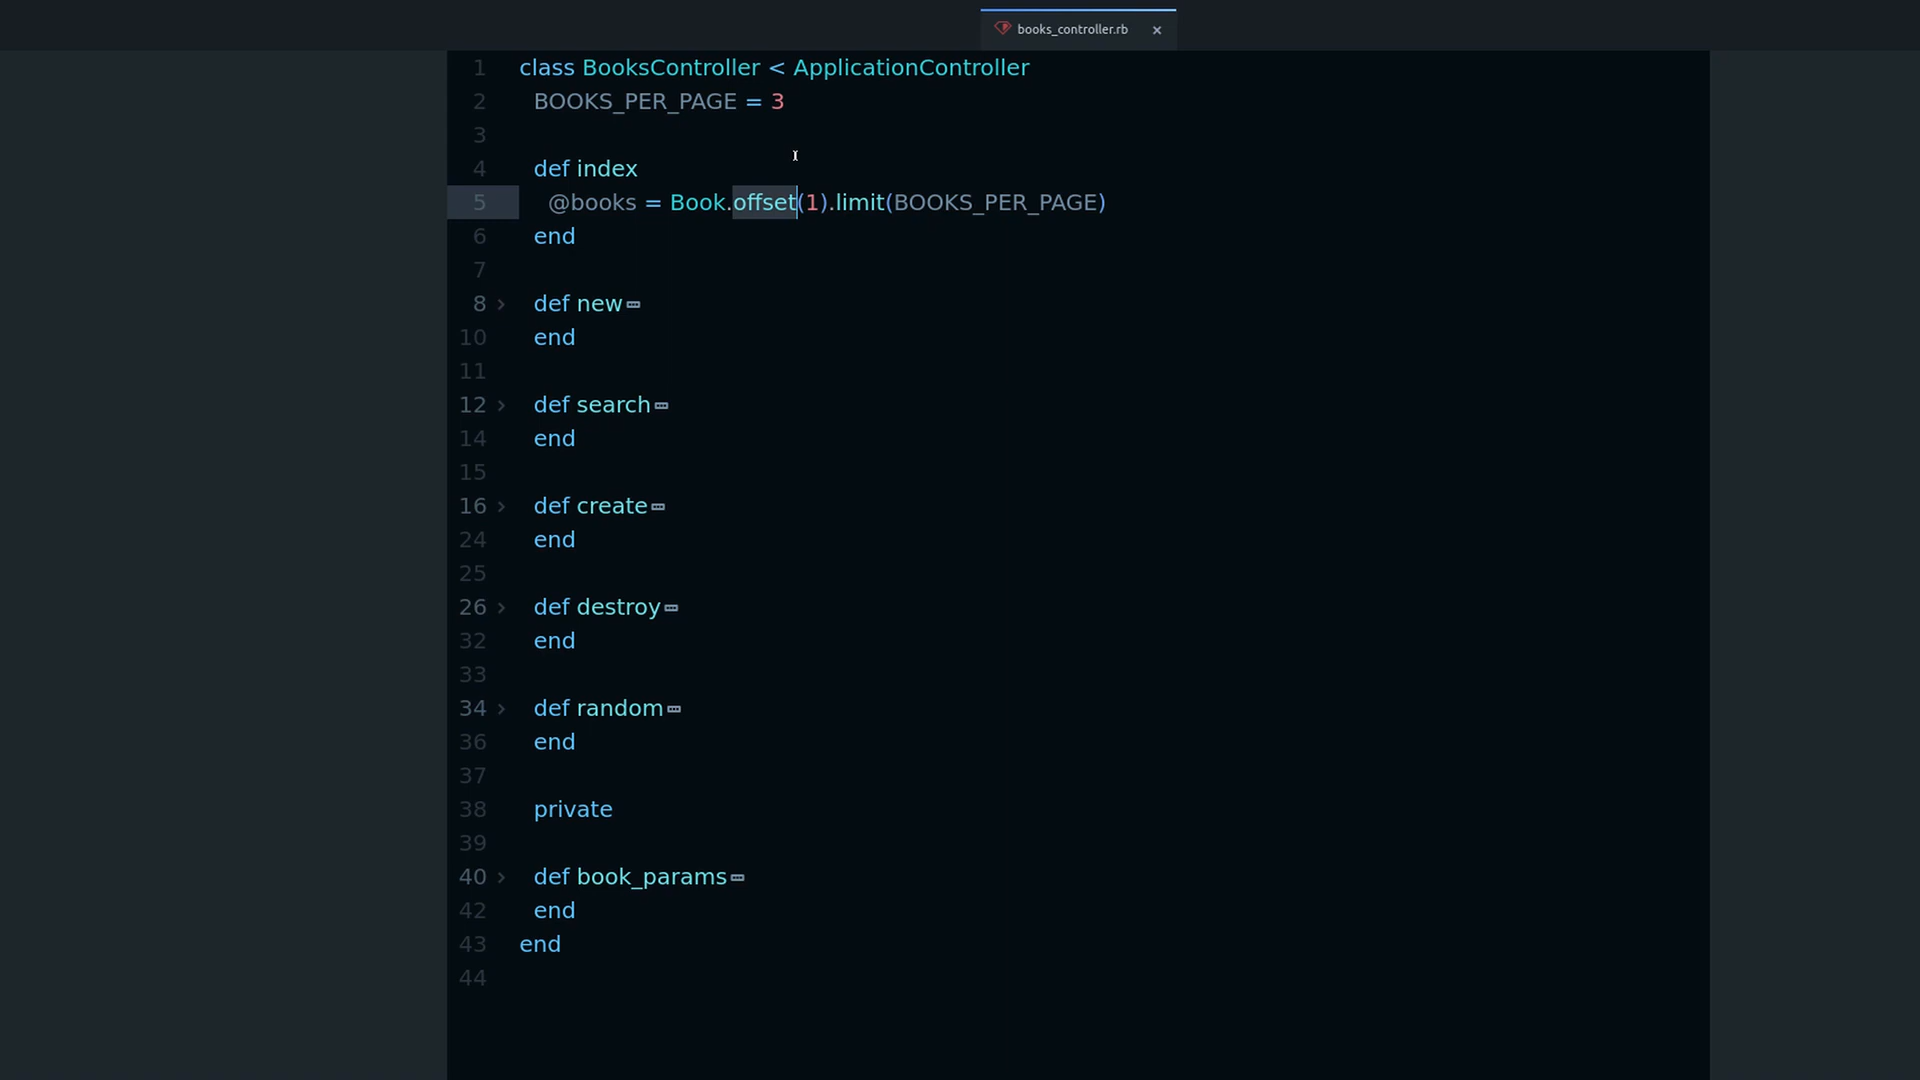 books_controller.rb ×
1 class BooksController < ApplicationController
2 BOOKS_PER_PAGE = 3
3
4 def index
5 @books = Book.offset(1).limit(BOOKS_PER_PAGE)
6 end
7
8 def new
10 end
11
12 def search
14 end
15
16 def create
24 end
25
26 def destroy
32 end
33
34 def random
36 end
37
38 private
39
40 def book_params
42 end
43 end
44